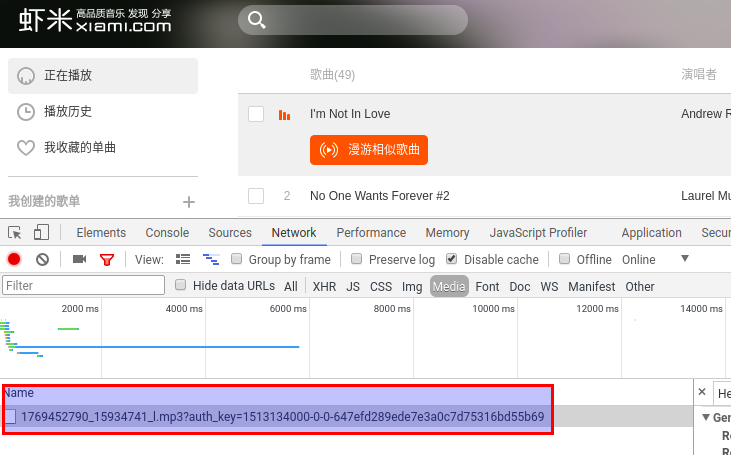 虾米 高品质音乐 发现 分享
xiami.com
正在播放
播放历史
我收藏的单曲
我创建的歌单
歌曲(49) 演唱者
I'm Not In Love Andrew R
漫游相似歌曲
2 No One Wants Forever #2 Laurel Mu
Elements Console Sources Network Performance Memory JavaScript Profiler Application Secur
View: Group by frame Preserve log Disable cache Offline Online
Filter Hide data URLs All XHR JS CSS Img Media Font Doc WS Manifest Other
2000 ms 4000 ms 6000 ms 8000 ms 10000 ms 12000 ms 14000 ms
Name × He
1769452790_15934741_l.mp3?auth_key=1513134000-0-0-647efd289ede7e3a0c7d75316bd55b69 Gen
Re
Re